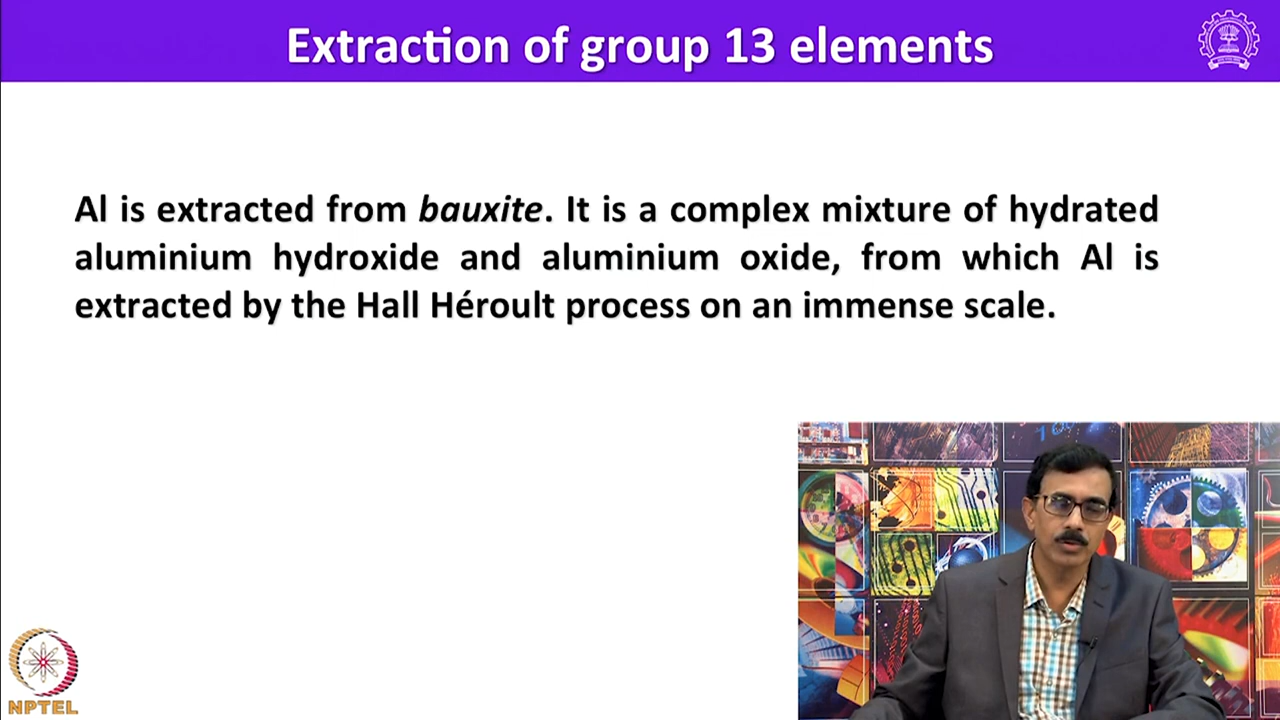 Extraction of group 13 elements
Al is extracted from bauxite. It is a complex mixture of hydrated
aluminium hydroxide and aluminium oxide, from which Al is
extracted by the Hall Héroult process on an immense scale.
NPTEL